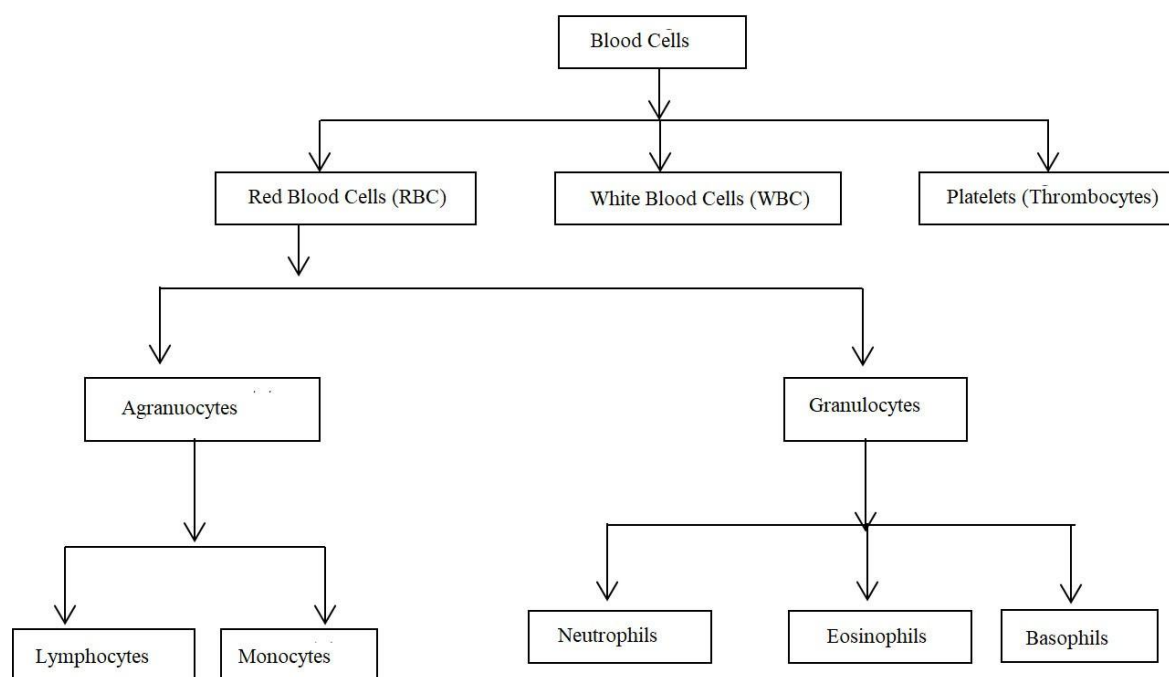 Blood Cells
Red Blood Cells (RBC)
White Blood Cells (WBC)
Platelets (Thrombocytes)
Agranuocytes
Granulocytes
Neutrophils
Eosinophils
Basophils
Lymphocytes
Monocytes